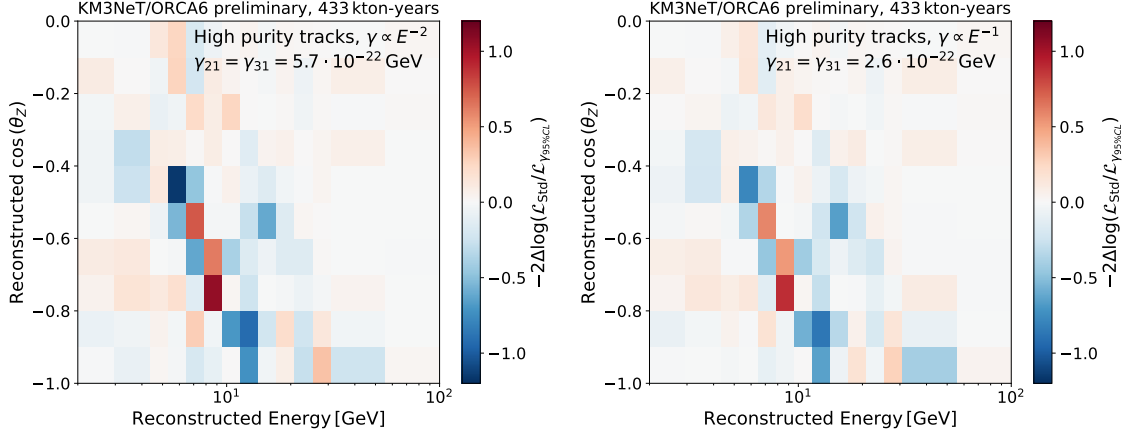 KM3NeT/ORCA6 preliminary, 433 kton-years
High purity tracks, γ ∝ E⁻²
γ₂₁ = γ₃₁ = 5.7 · 10⁻²² GeV
0.0
−0.2
−0.4
−0.6
−0.8
−1.0
Reconstructed cos (θ_Z)
10¹
10²
Reconstructed Energy [GeV]
1.0
0.5
0.0
−0.5
−1.0
−2Δlog(ℒ_Std/ℒ_γ95%CL)
KM3NeT/ORCA6 preliminary, 433 kton-years
High purity tracks, γ ∝ E⁻¹
γ₂₁ = γ₃₁ = 2.6 · 10⁻²² GeV
0.0
−0.2
−0.4
−0.6
−0.8
−1.0
Reconstructed cos (θ_Z)
10¹
10²
Reconstructed Energy [GeV]
1.0
0.5
0.0
−0.5
−1.0
−2Δlog(ℒ_Std/ℒ_γ95%CL)